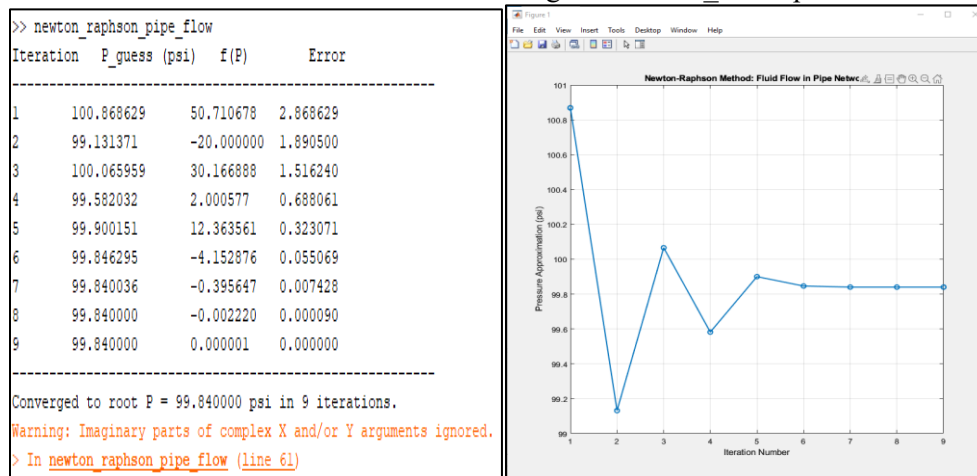 >> newton_raphson_pipe_flow
Iteration P_guess (psi) f(P) Error
----------------------------------------------------
1 100.868629 50.710678 2.868629
2 99.131371 -20.000000 1.890500
3 100.065959 30.166888 1.516240
4 99.582032 2.000577 0.688061
5 99.900151 12.363561 0.323071
6 99.846295 -4.152876 0.055069
7 99.840036 -0.395647 0.007428
8 99.840000 -0.002220 0.000090
9 99.840000 0.000001 0.000000
----------------------------------------------------
Converged to root P = 99.840000 psi in 9 iterations.
Warning: Imaginary parts of complex X and/or Y arguments ignored.
> In newton_raphson_pipe_flow (line 61)
Figure 1
File Edit View Insert Tools Desktop Window Help
Newton-Raphson Method: Fluid Flow in Pipe Netwo
101
100.8
100.6
100.4
100.2
100
99.8
99.6
99.4
99.2
99
Pressure Approximation (psi)
1 2 3 4 5 6 7 8 9
Iteration Number